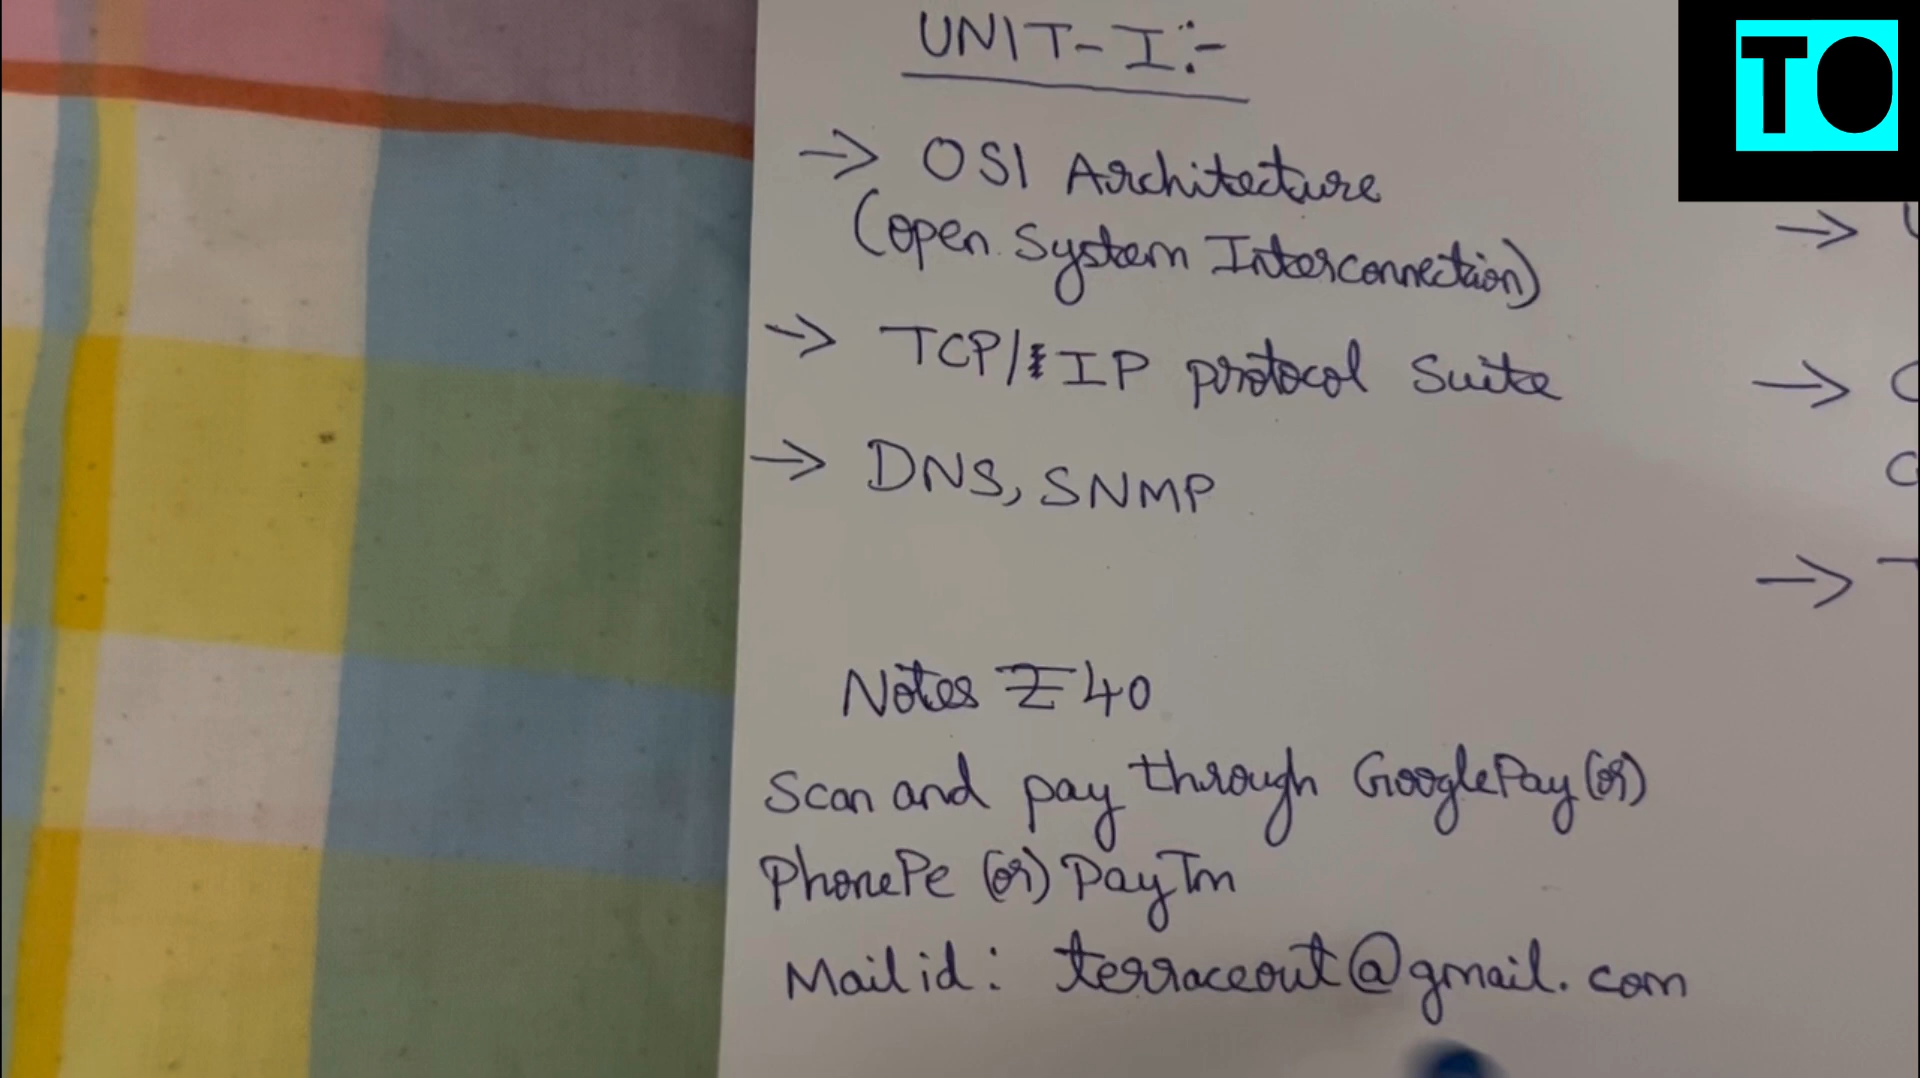 UNIT-I:-
TO
→ OSI Architecture
(open System Interconnection)
→ TCP/IP protocol Suite
→ DNS, SNMP
Notes ₹40
Scan and pay through GooglePay (or)
PhonePe (or) PayTm
Mail id: terraceout@gmail.com